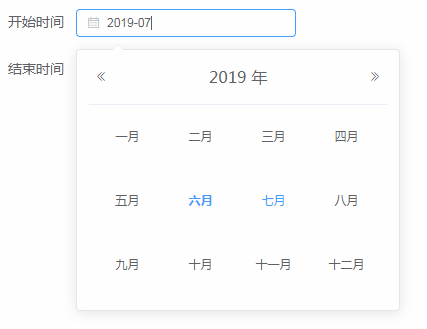 开始时间 2019-07
结束时间
« 2019 年 »
一月 二月 三月 四月
五月 六月 七月 八月
九月 十月 十一月 十二月